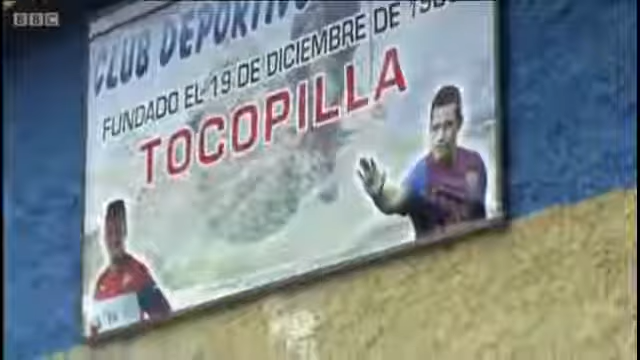 BBC
CLUB DEPORTIVO
FUNDADO EL 19 DE DICIEMBRE DE
TOCOPILLA